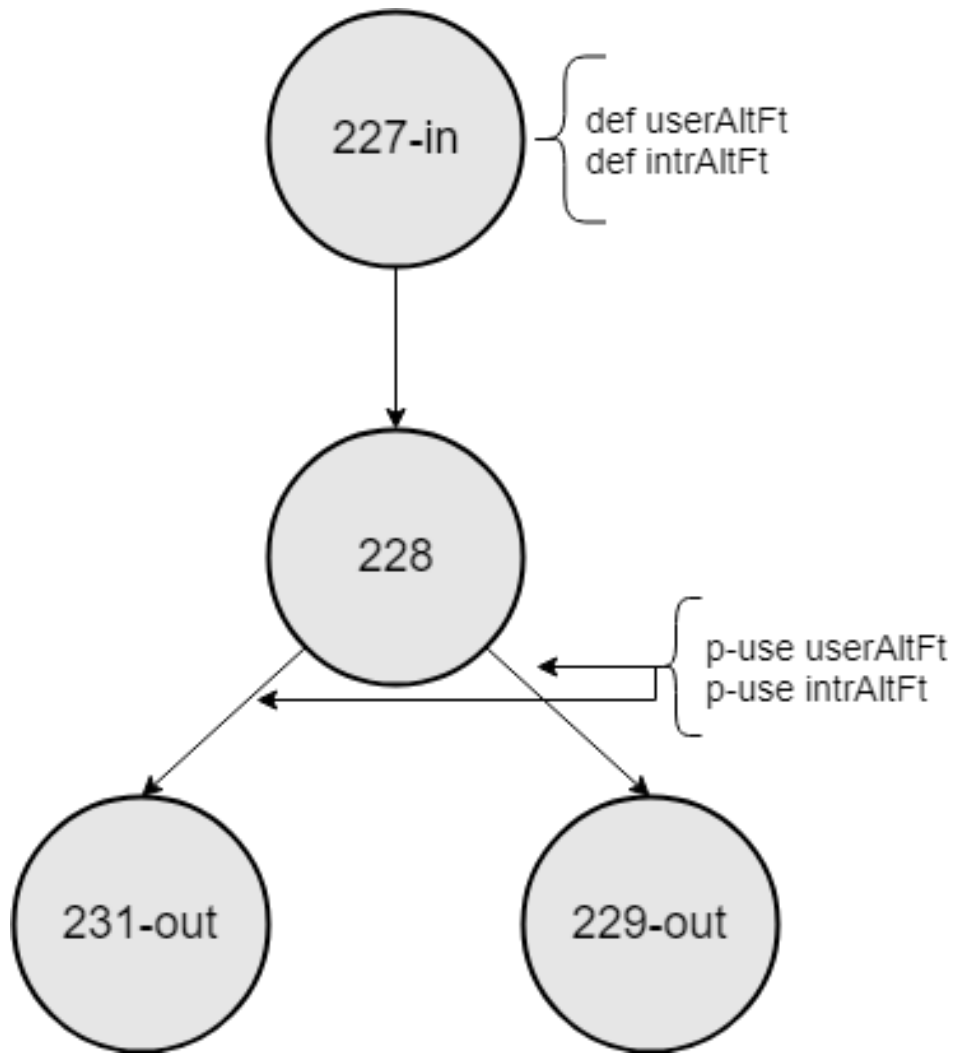 227-in
def userAltFt
def intrAltFt
228
p-use userAltFt
p-use intrAltFt
231-out
229-out